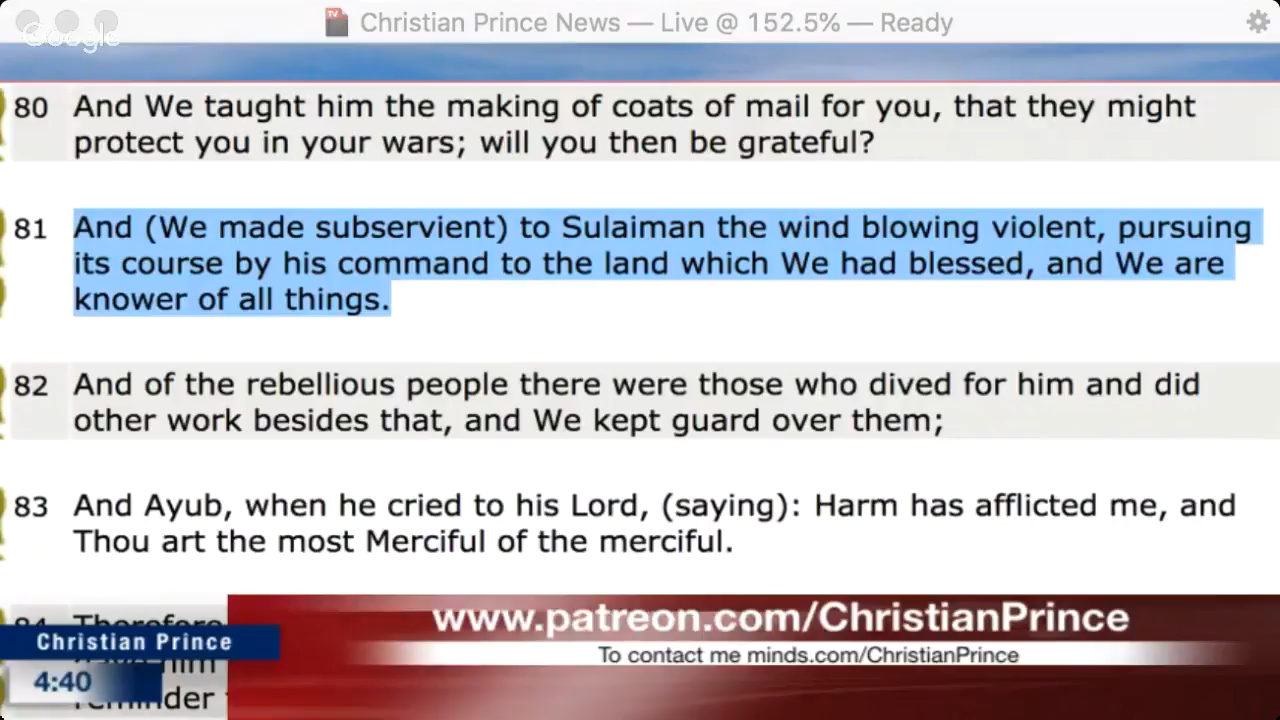 Christian Prince News — Live @ 152.5% — Ready
Google
80 And We taught him the making of coats of mail for you, that they might
protect you in your wars; will you then be grateful?
81 And (We made subservient) to Sulaiman the wind blowing violent, pursuing
its course by his command to the land which We had blessed, and We are
knower of all things.
82 And of the rebellious people there were those who dived for him and did
other work besides that, and We kept guard over them;
83 And Ayub, when he cried to his Lord, (saying): Harm has afflicted me, and
Thou art the most Merciful of the merciful.
84 Therefore
him
www.patreon.com/ChristianPrince
To contact me minds.com/ChristianPrince
Christian Prince
4:40